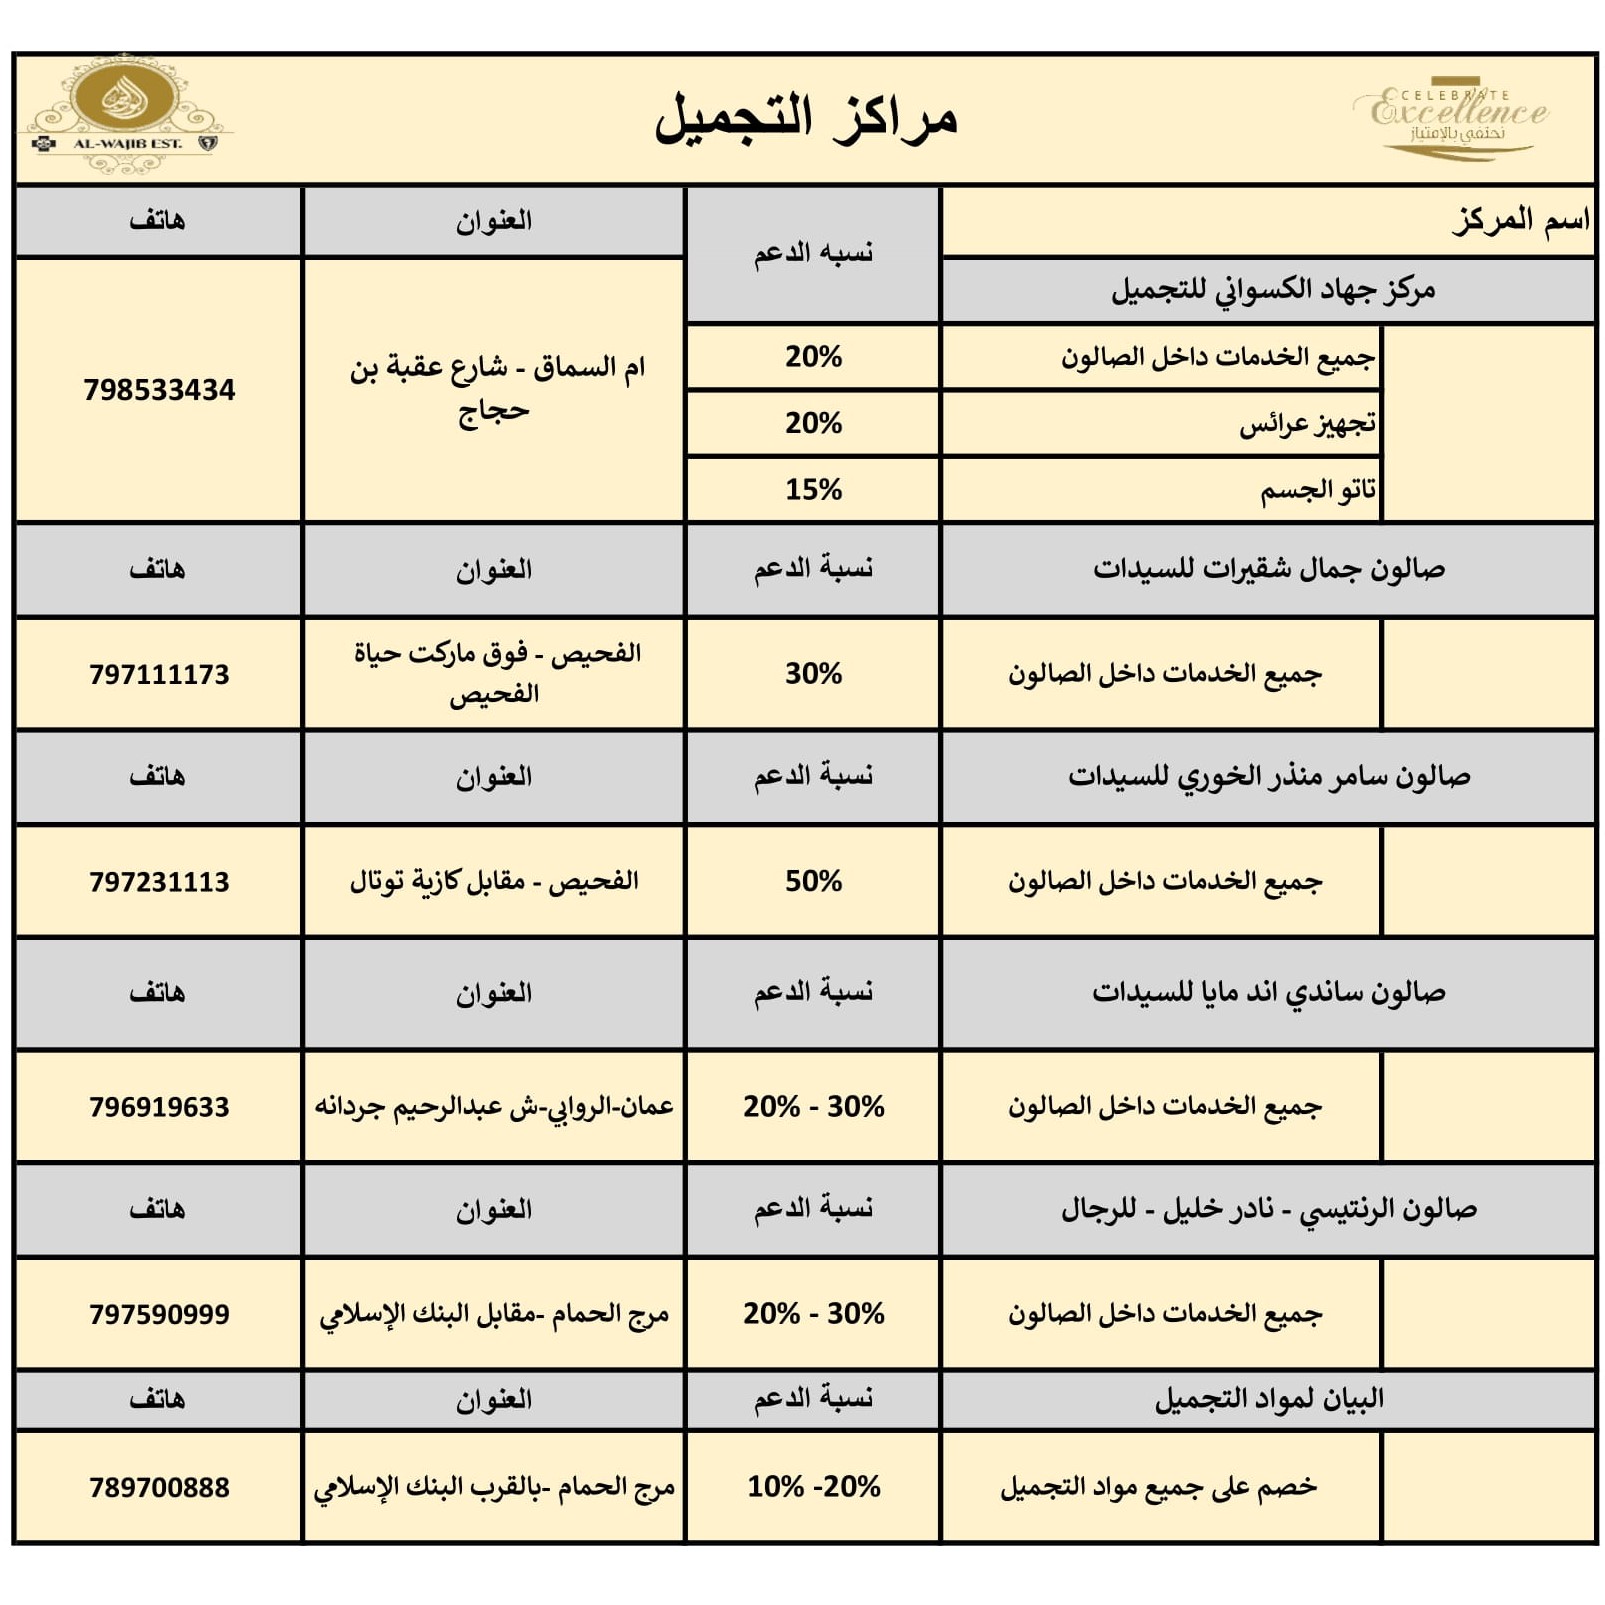 CELEBRATE
Excellence
نحتفي بالإمتياز
مراكز التجميل
AL-WAJIB EST.
اسم المركز
نسبه الدعم
العنوان
هاتف
مركز جهاد الكسواني للتجميل
جميع الخدمات داخل الصالون
20%
تجهيز عرائس
20%
تاتو الجسم
15%
ام السماق - شارع عقبة بن
حجاج
798533434
صالون جمال شقيرات للسيدات
نسبة الدعم
العنوان
هاتف
جميع الخدمات داخل الصالون
30%
الفحيص - فوق ماركت حياة
الفحيص
797111173
صالون سامر منذر الخوري للسيدات
نسبة الدعم
العنوان
هاتف
جميع الخدمات داخل الصالون
50%
الفحيص - مقابل كازية توتال
797231113
صالون ساندي اند مايا للسيدات
نسبة الدعم
العنوان
هاتف
جميع الخدمات داخل الصالون
20% - 30%
عمان-الروابي-ش عبدالرحيم جردانه
796919633
صالون الرنتيسي - نادر خليل - للرجال
نسبة الدعم
العنوان
هاتف
جميع الخدمات داخل الصالون
20% - 30%
مرج الحمام -مقابل البنك الإسلامي
797590999
البيان لمواد التجميل
نسبة الدعم
العنوان
هاتف
خصم على جميع مواد التجميل
10% -20%
مرج الحمام -بالقرب البنك الإسلامي
789700888